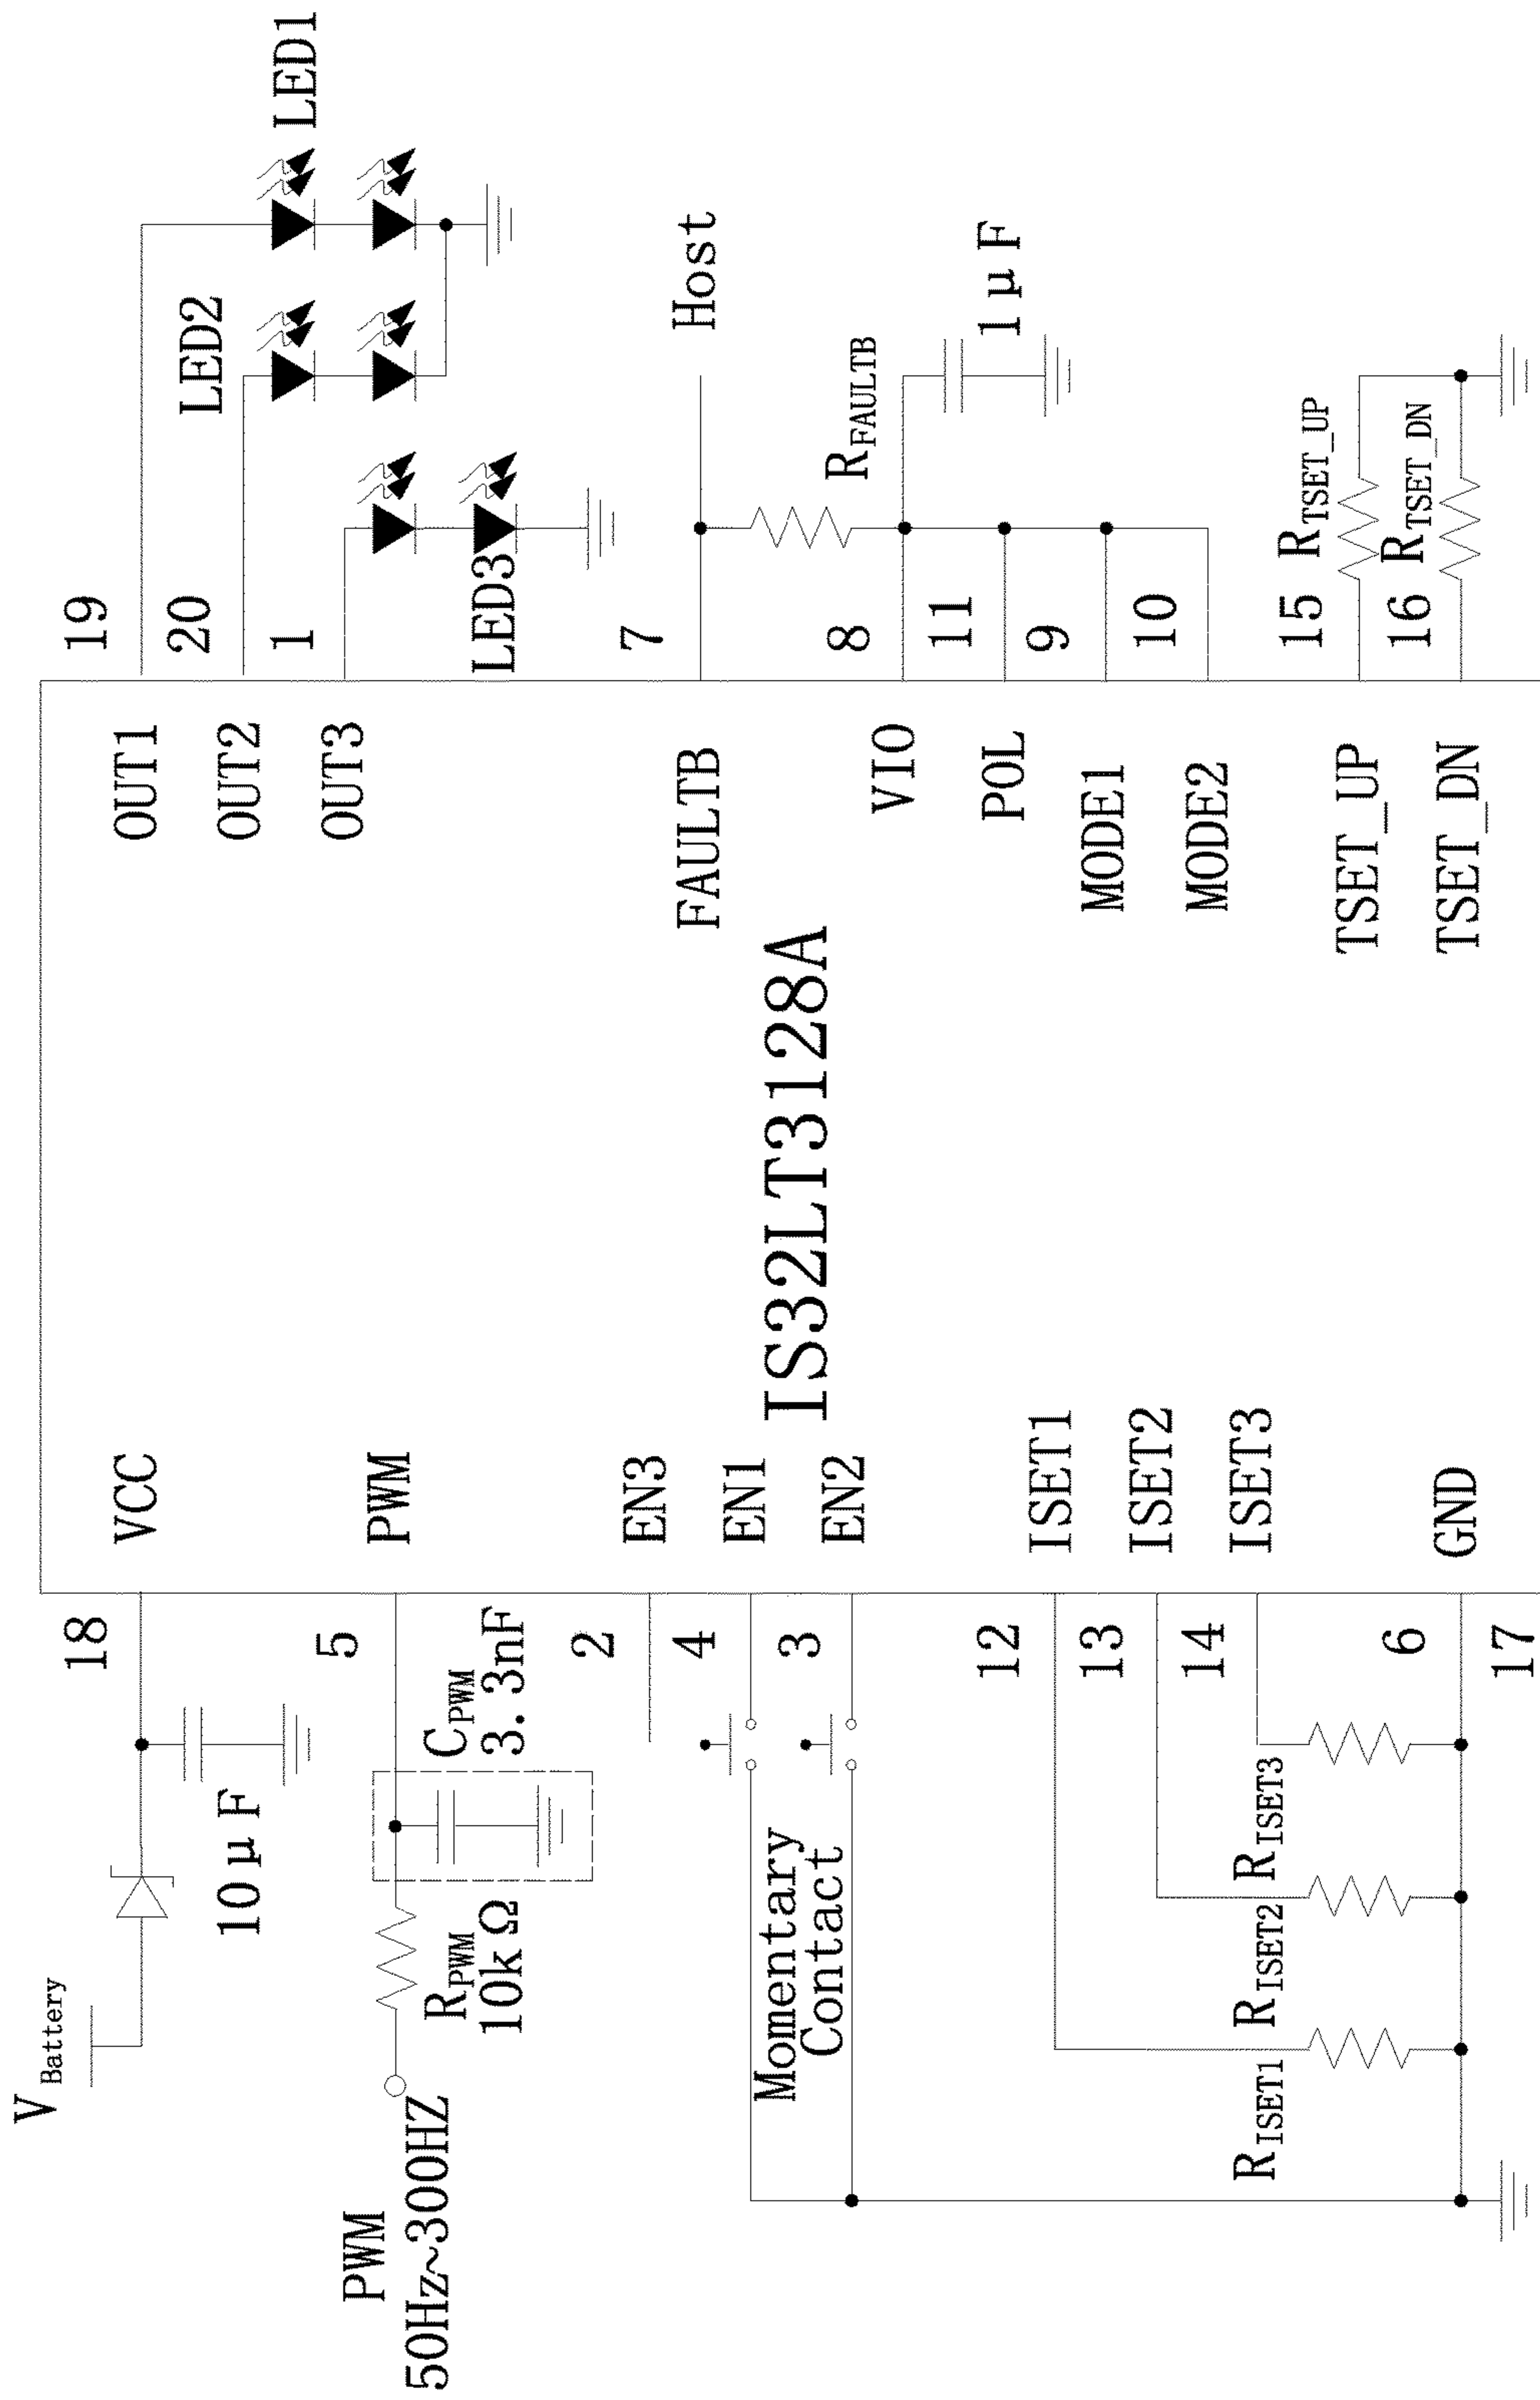 V Battery
10μF
18
VCC
PWM
50Hz~300HZ
RPWM
10kΩ
CPWM
3.3nF
5
PWM
2
EN3
4
EN1
3
EN2
Momentary
Contact
12
ISET1
13
ISET2
14
ISET3
RISET1
RISET2
RISET3
6
GND
17
IS32LT3128A
OUT1
19
LED1
OUT2
20
LED2
OUT3
1
LED3
FAULTB
7
Host
RFAULTB
VIO
8
1μF
POL
11
MODE1
9
MODE2
10
TSET_UP
15
RTSET_UP
TSET_DN
16
RTSET_DN